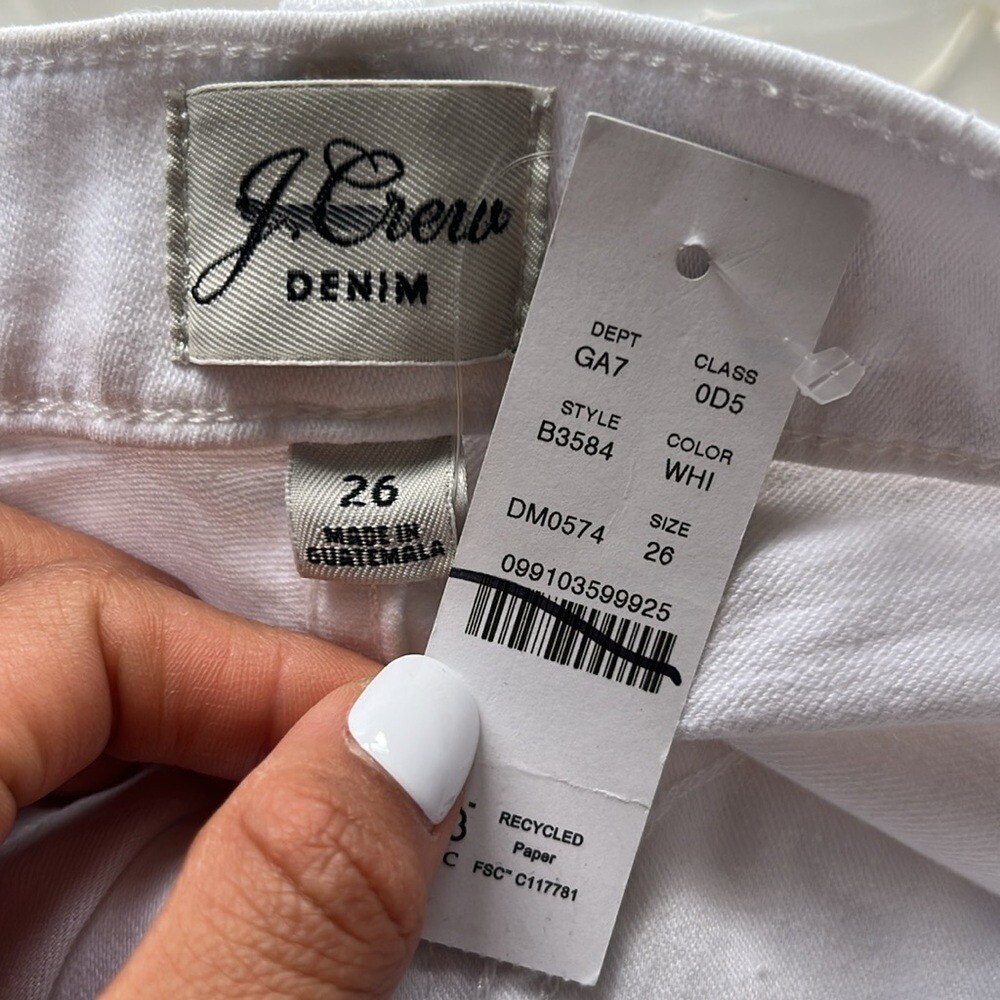 J.Crew
DENIM
26
MADE IN
GUATEMALA
DEPT CLASS
GA7 0D5
STYLE COLOR
B3584 WHI
DM0574 SIZE
26
099103599925
RECYCLED
Paper
C FSC™ C117781